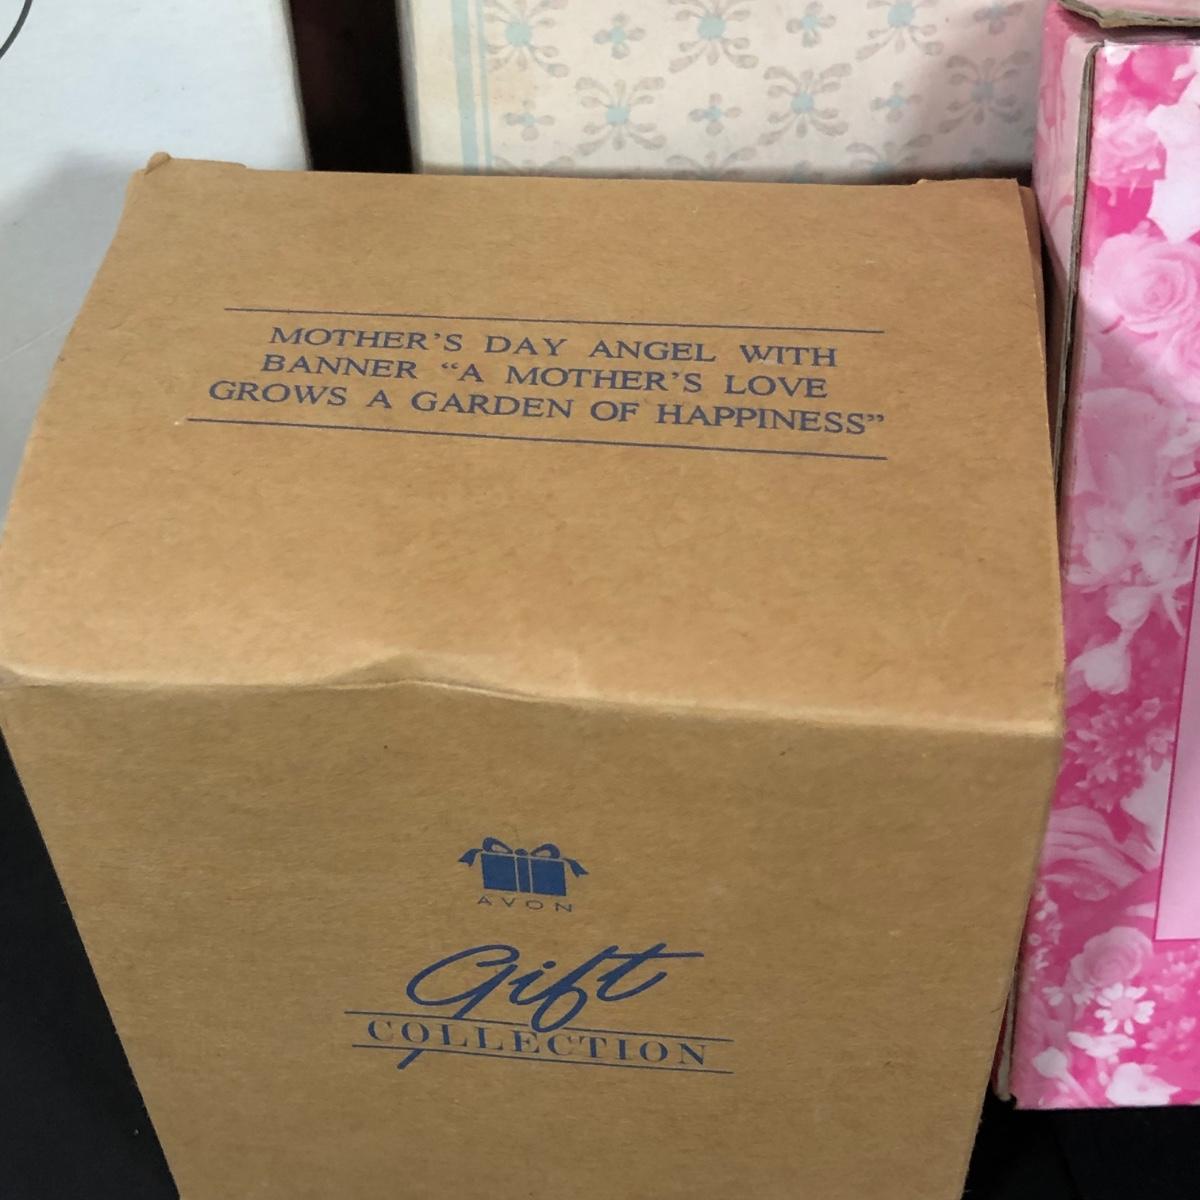 MOTHER'S DAY ANGEL WITH
BANNER “A MOTHER'S LOVE
GROWS A GARDEN OF HAPPINESS”
AVON
Gift
COLLECTION